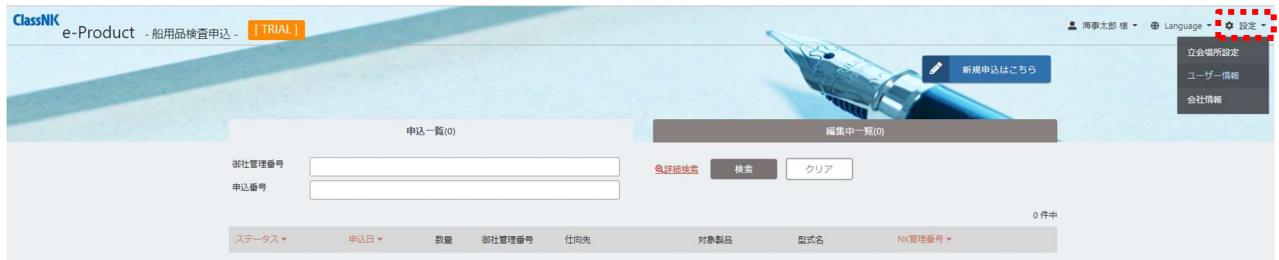 ClassNK
e-Product - 船用品検査申込 - [ TRIAL ]
海事太郎 様 Language 設定
立会場所設定
ユーザー情報
会社情報
新規申込はこちら
申込一覧(0) 編集中一覧(0)
御社管理番号
詳細検索 検索 クリア
申込番号
0 件中
ステータス 申込日 数量 御社管理番号 仕向先 対象製品 型式名 NK管理番号